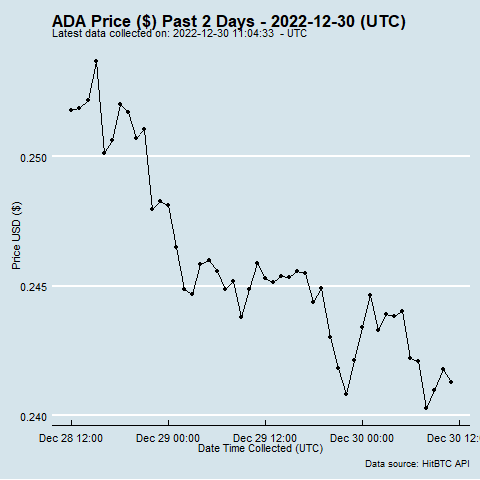 ADA Price ($) Past 2 Days - 2022-12-30 (UTC)
Latest data collected on: 2022-12-30 11:04:33 - UTC
0.250
0.245
0.240
Price USD ($)
Dec 28 12:00 Dec 29 00:00 Dec 29 12:00 Dec 30 00:00 Dec 30 12:
Date Time Collected (UTC)
Data source: HitBTC API